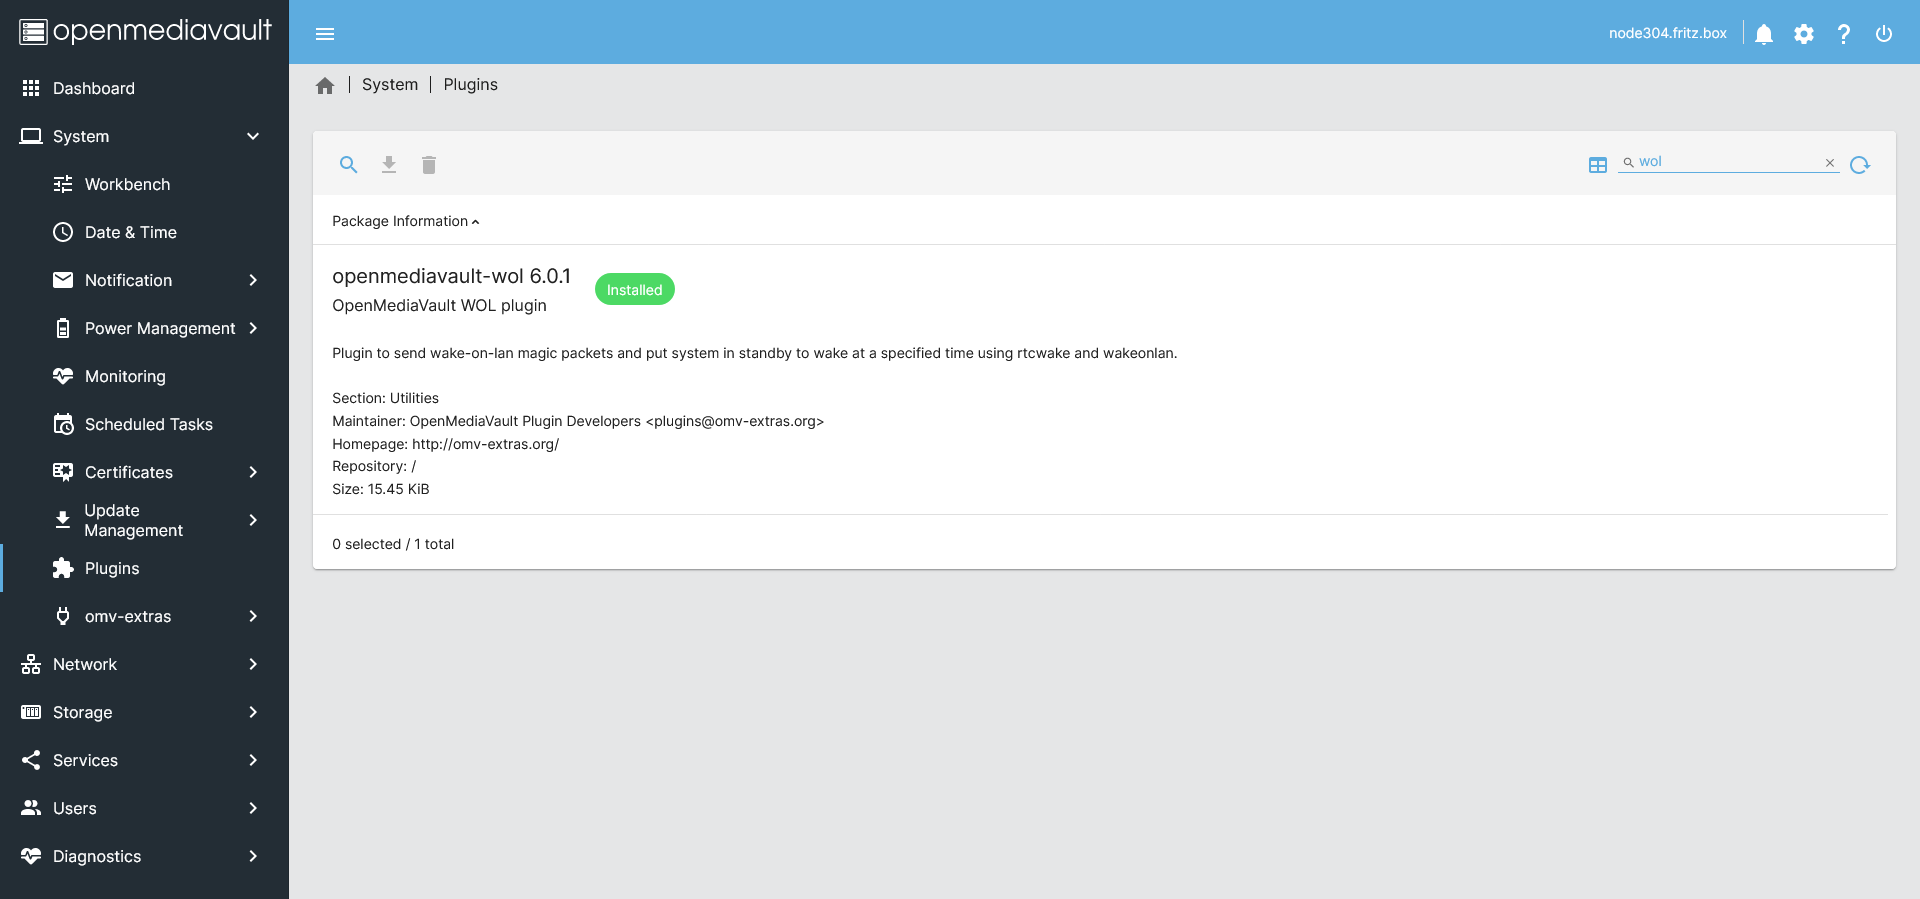 openmediavault
node304.fritz.box
Dashboard
System
Workbench
Date & Time
Notification
Power Management
Monitoring
Scheduled Tasks
Certificates
Update
Management
Plugins
omv-extras
Network
Storage
Services
Users
Diagnostics
System | Plugins
wol
Package Information
openmediavault-wol 6.0.1
Installed
OpenMediaVault WOL plugin
Plugin to send wake-on-lan magic packets and put system in standby to wake at a specified time using rtcwake and wakeonlan.
Section: Utilities
Maintainer: OpenMediaVault Plugin Developers <plugins@omv-extras.org>
Homepage: http://omv-extras.org/
Repository: /
Size: 15.45 KiB
0 selected / 1 total